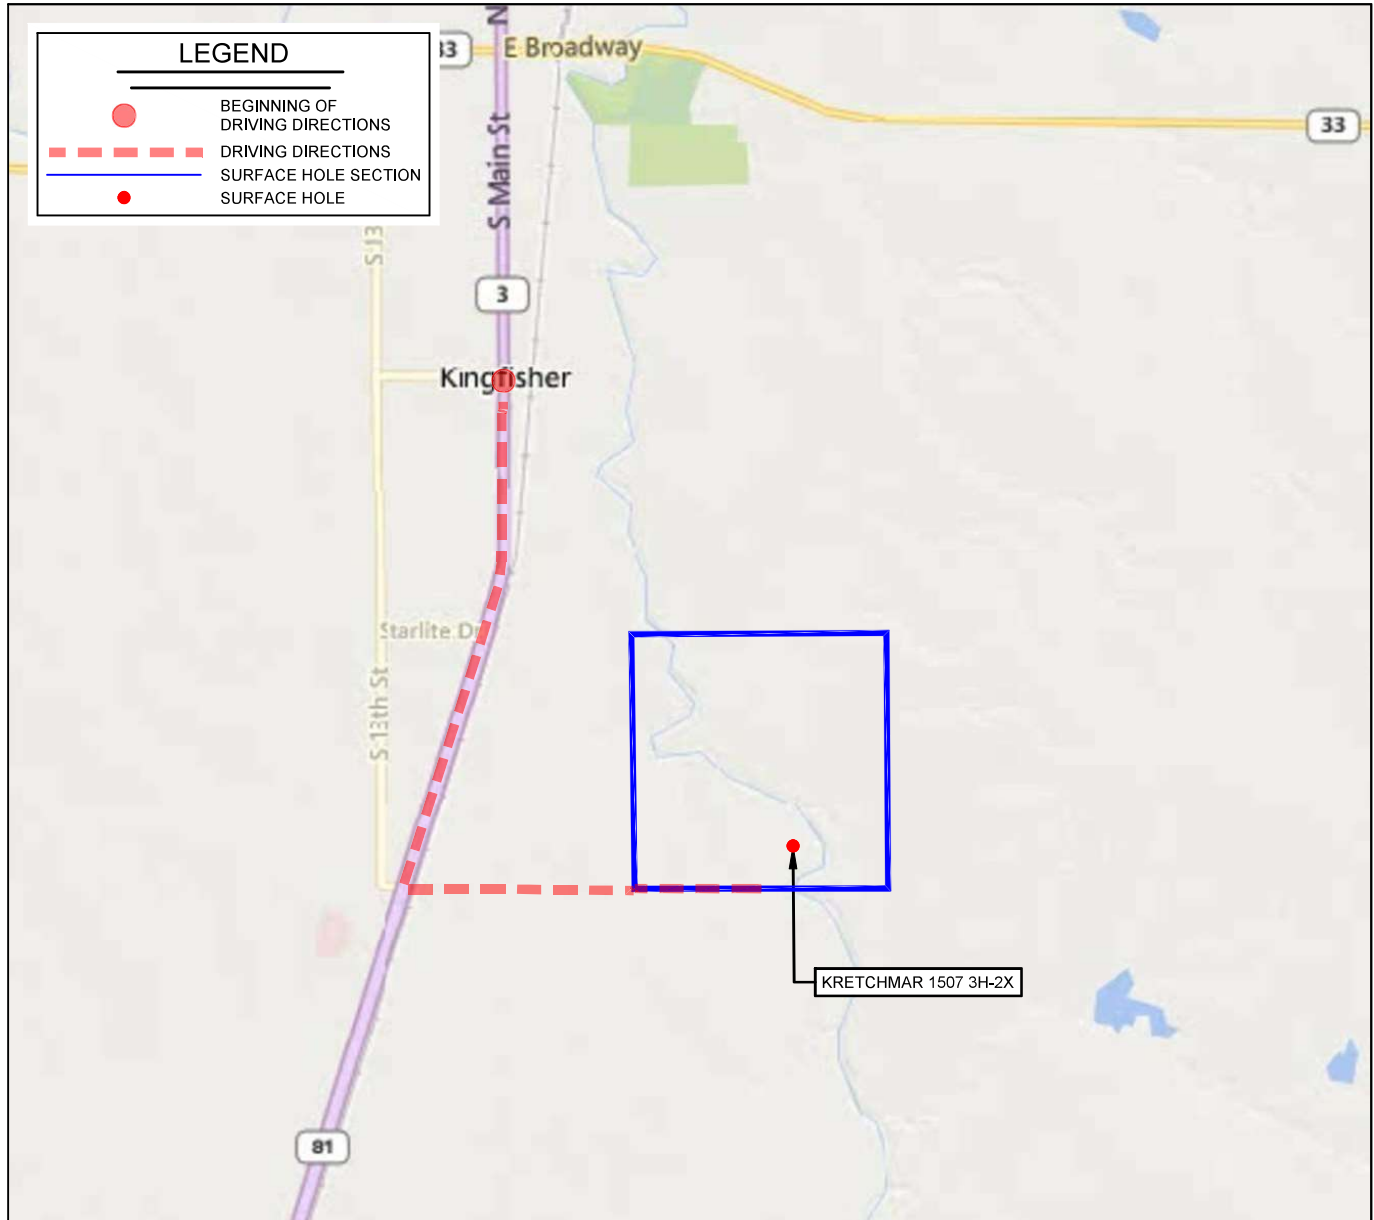 LEGEND
BEGINNING OF
DRIVING DIRECTIONS
DRIVING DIRECTIONS
SURFACE HOLE SECTION
SURFACE HOLE
33
E Broadway
N
S Main St
33
S 13
3
Kingfisher
Starlite Dr
S 13th St
KRETCHMAR 1507 3H-2X
81